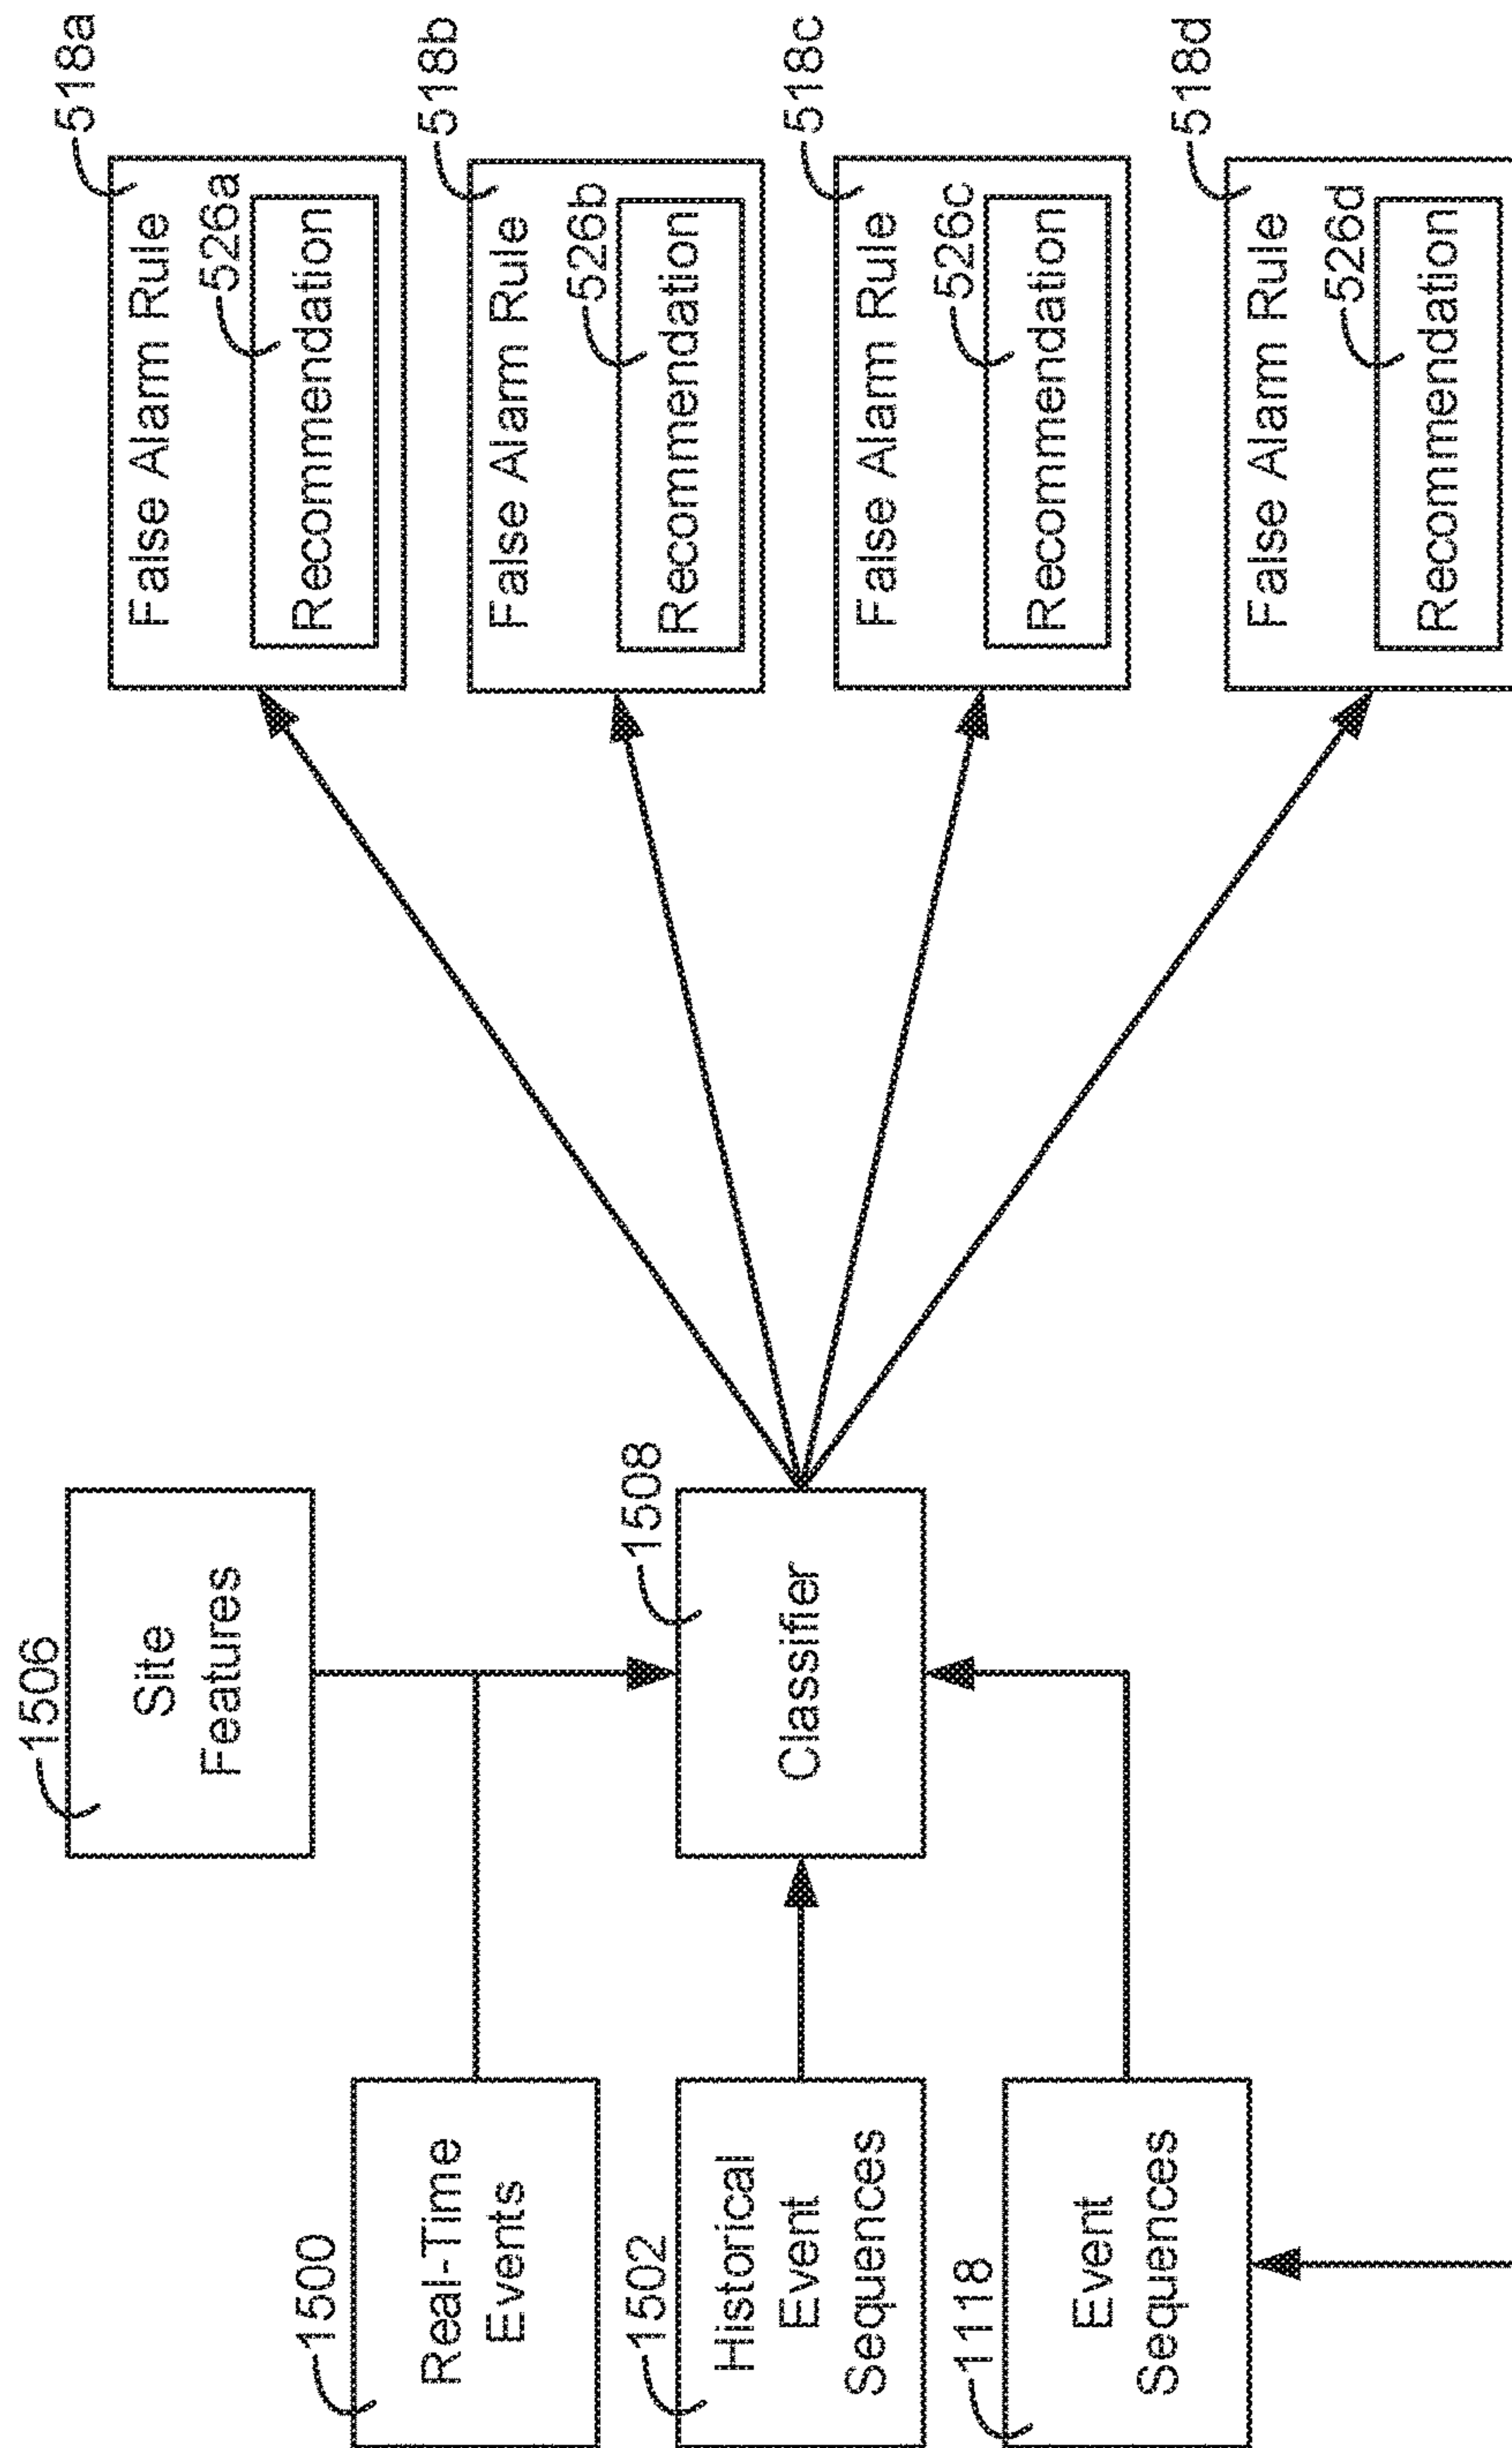 1506
Site
Features
1500
Real-Time
Events
1502
Historical
Event
Sequences
1118
Event
Sequences
1508
Classifier
518a
False Alarm Rule
526a
Recommendation
518b
False Alarm Rule
526b
Recommendation
518c
False Alarm Rule
526c
Recommendation
518d
False Alarm Rule
526d
Recommendation